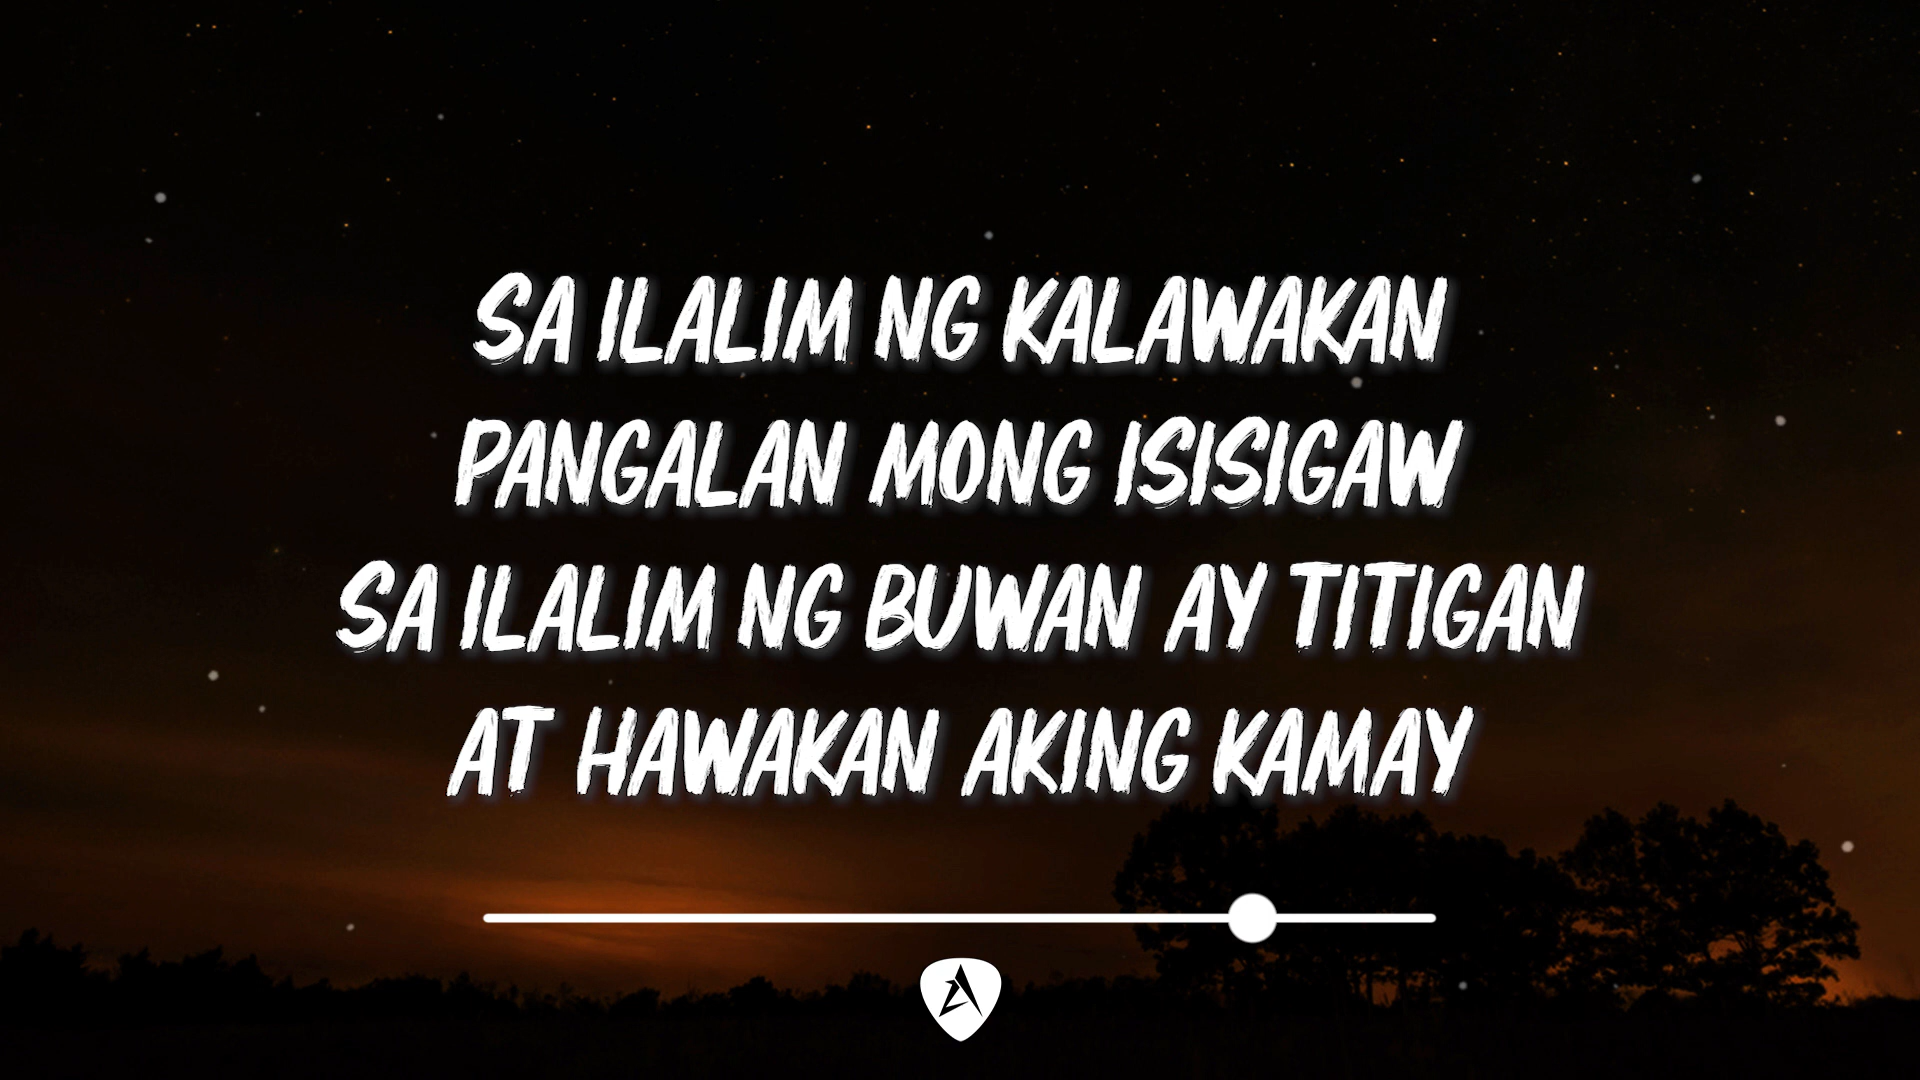 SA ILALIM NG KALAWAKAN
PANGALAN MONG ISISIGAW
SA ILALIM NG BUWAN AY TITIGAN
AT HAWAKAN AKING KAMAY